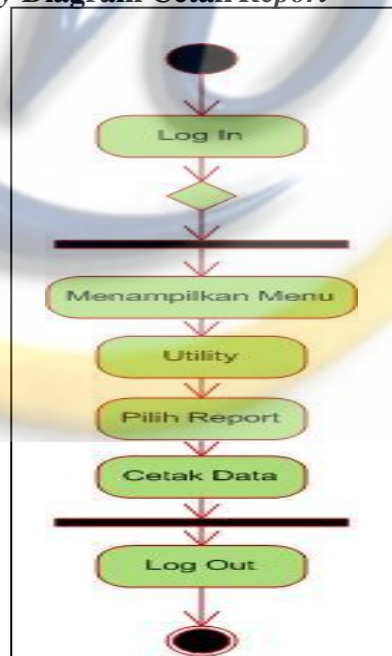 y Diagram Cetak Report
Log In
Menampilkan Menu
Utility
Pilih Report
Cetak Data
Log Out